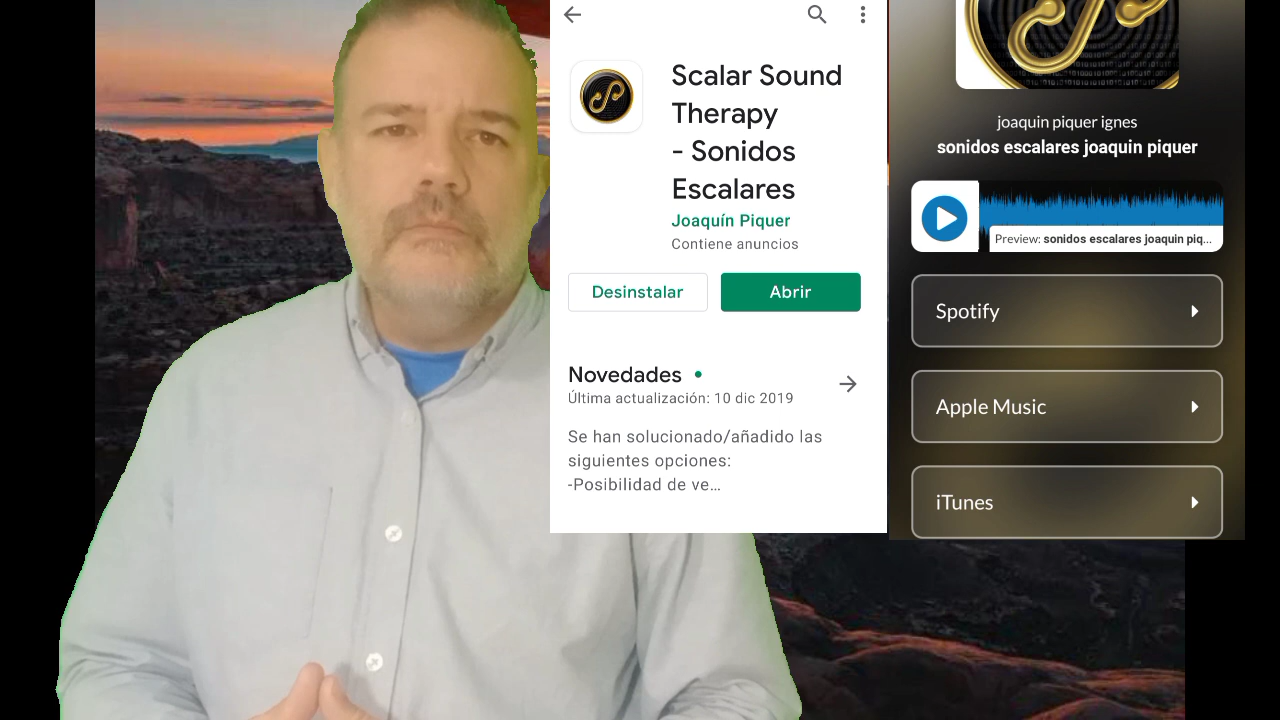 Scalar Sound
Therapy
- Sonidos
Escalares
Joaquín Piquer
Contiene anuncios
Desinstalar
Abrir
Novedades
Última actualización: 10 dic 2019
Se han solucionado/añadido las
siguientes opciones:
-Posibilidad de ve…
joaquin piquer ignes
sonidos escalares joaquin piquer
Preview: sonidos escalares joaquin piq...
Spotify
Apple Music
iTunes